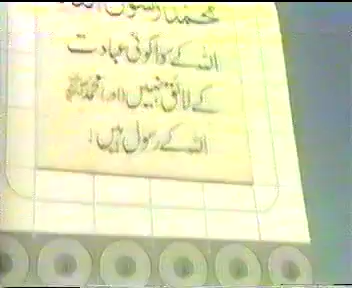 محمد رسول اللہ
اللہ کے سوا کوئی عبادت
کے لائق نہیں اور محمد ﷺ
اللہ کے رسول ہیں۔